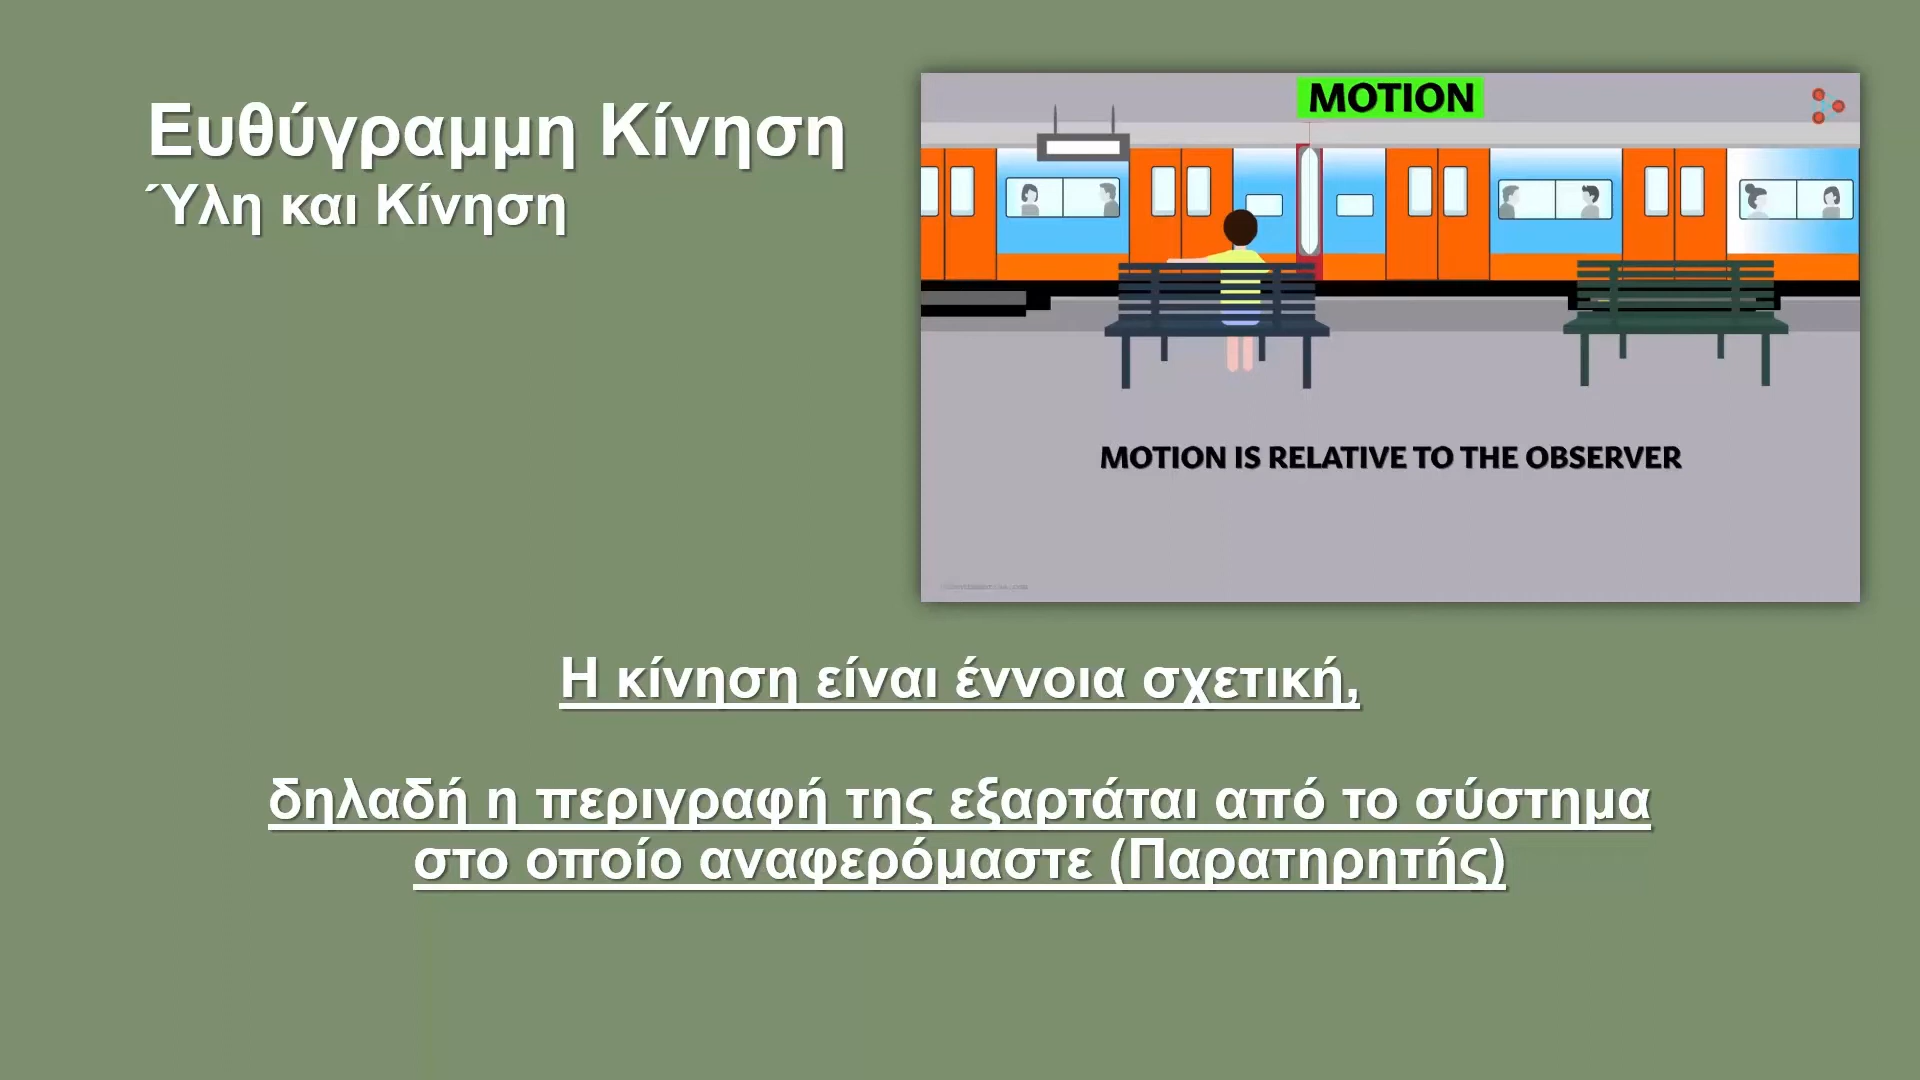 Ευθύγραμμη Κίνηση
Ύλη και Κίνηση
MOTION
MOTION IS RELATIVE TO THE OBSERVER
Η κίνηση είναι έννοια σχετική,
δηλαδή η περιγραφή της εξαρτάται από το σύστημα
στο οποίο αναφερόμαστε (Παρατηρητής)